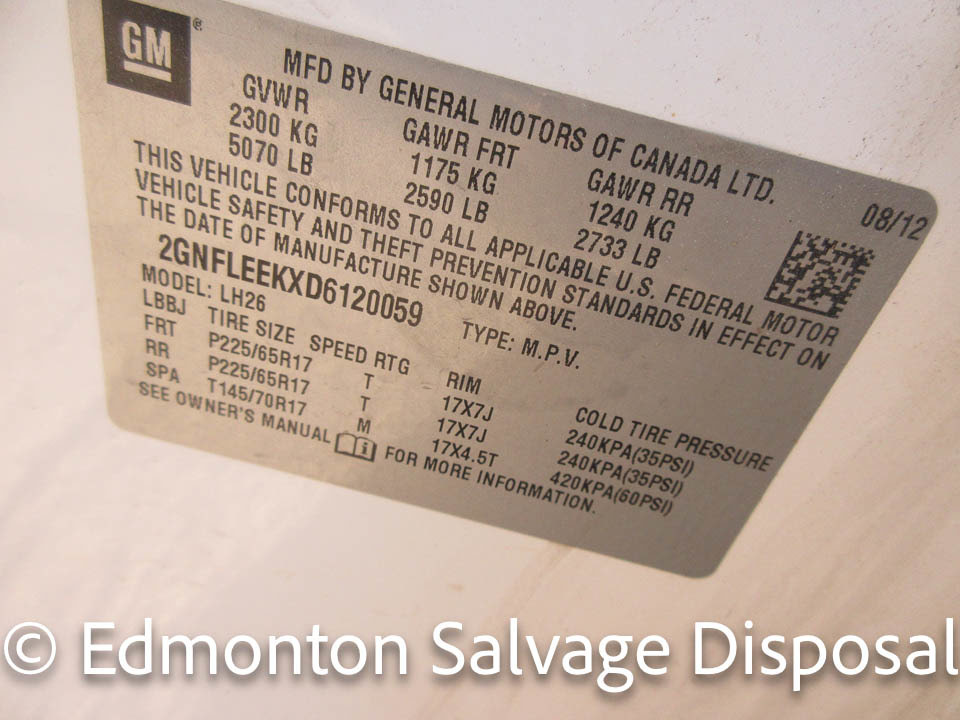 GM®
MFD BY GENERAL MOTORS OF CANADA LTD.
GVWR GAWR FRT GAWR RR 08/12
2300 KG 1175 KG 1240 KG
5070 LB 2590 LB 2733 LB
THIS VEHICLE CONFORMS TO ALL APPLICABLE U.S. FEDERAL MOTOR
VEHICLE SAFETY AND THEFT PREVENTION STANDARDS IN EFFECT ON
THE DATE OF MANUFACTURE SHOWN ABOVE.
2GNFLEEKXD6120059 TYPE: M.P.V.
MODEL: LH26
LBBJ TIRE SIZE SPEED RTG RIM COLD TIRE PRESSURE
FRT P225/65R17 T 17X7J 240KPA(35PSI)
RR P225/65R17 T 17X7J 240KPA(35PSI)
SPA T145/70R17 M 17X4.5T 420KPA(60PSI)
SEE OWNER'S MANUAL FOR MORE INFORMATION.
© Edmonton Salvage Disposal